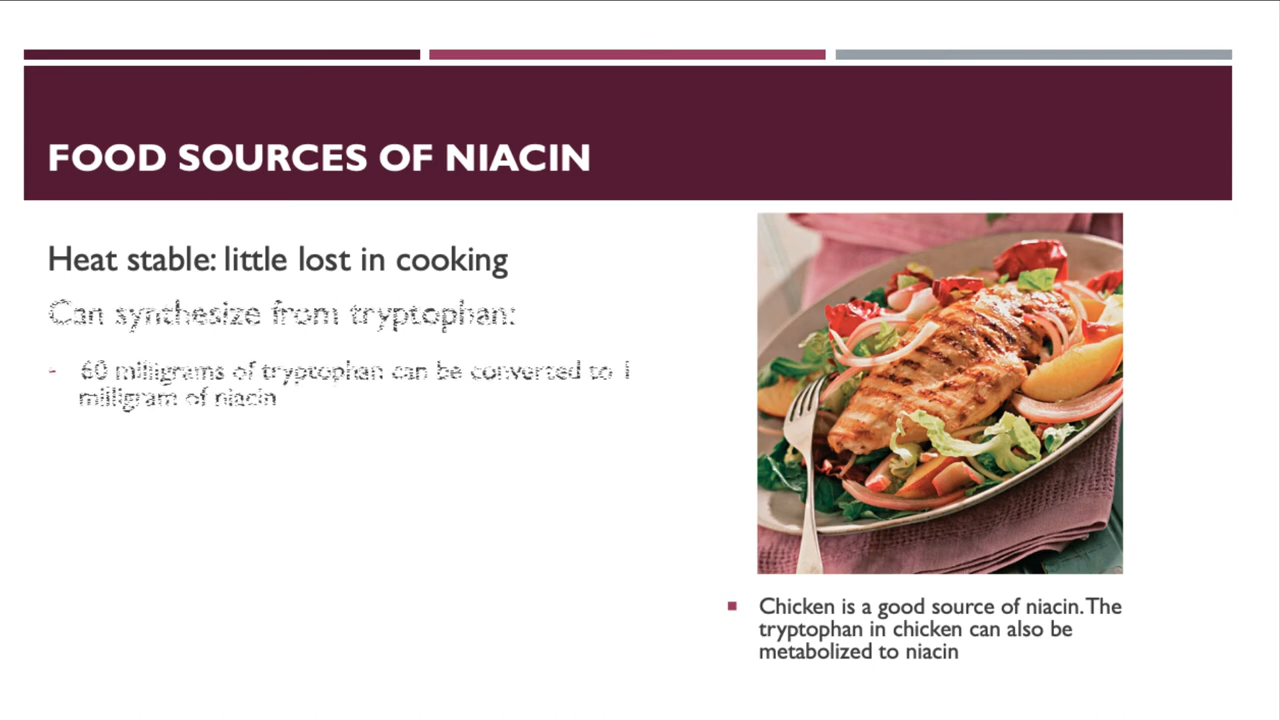 FOOD SOURCES OF NIACIN
Heat stable: little lost in cooking
Can synthesize from tryptophan:
- 60 milligrams of tryptophan can be converted to 1
milligram of niacin
Chicken is a good source of niacin. The
tryptophan in chicken can also be
metabolized to niacin